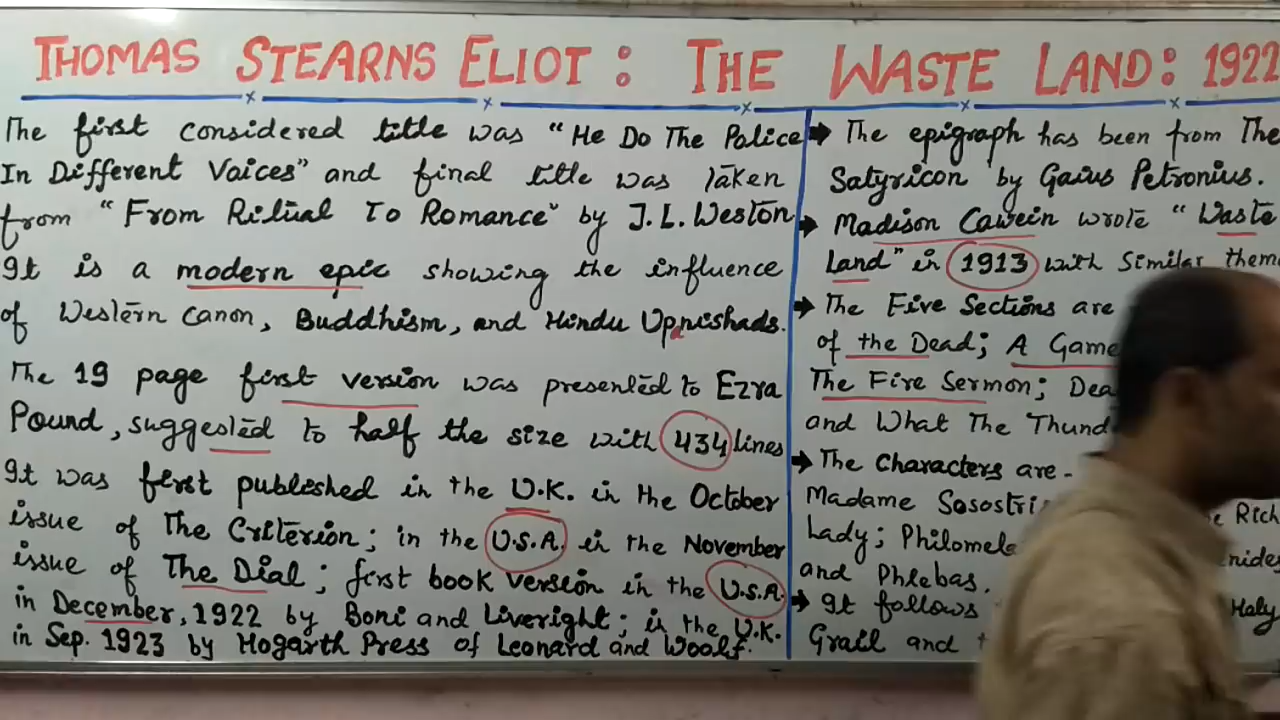 THOMAS STEARNS ELIOT : THE WASTE LAND : 1922
The first considered title was "He Do The Police
In Different Voices" and final title was taken
from "From Ritual To Romance" by J.L. Weston
It is a modern epic showing the influence
of Western canon, Buddhism, and Hindu Upanishads.
The 19 page first version was presented to Ezra
Pound, suggested to half the size with 434 lines
It was first published in the U.K. in the October
issue of The Criterion; in the U.S.A. in the November
issue of The Dial; first book version in the U.S.A.
in December, 1922 by Boni and Liveright; in the U.K.
in Sep. 1923 by Hogarth Press of Leonard and Woolf.
➡ The epigraph has been from The
Satyricon by Gaius Petronius.
➡ Madison Cawein wrote "Waste
Land" in 1913 with similar
➡ The Five Sections are
of the Dead; A Game
The Fire Sermon;
and What The
➡ The characters are -
Madame Rich
Lady;
and Phlebas.
➡ It follows Holy
Grail and